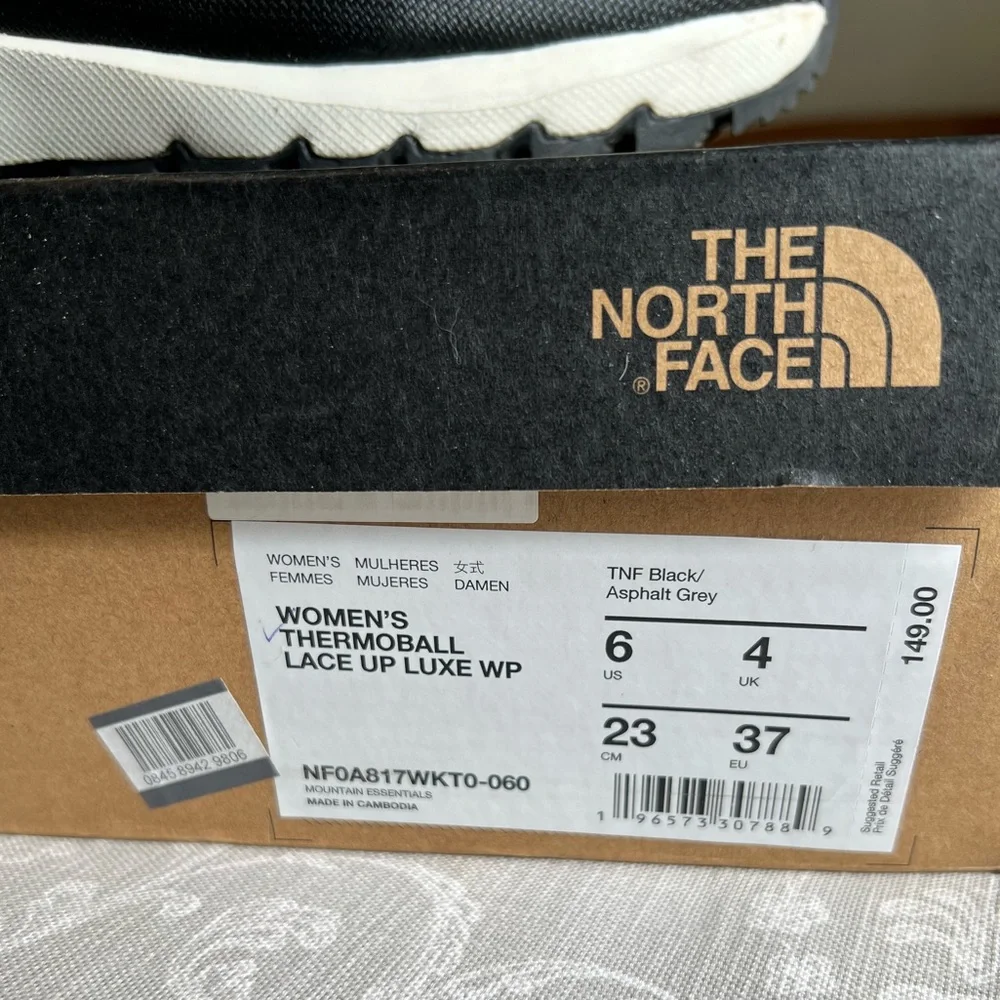 THE
NORTH
FACE
®
WOMEN'S MULHERES 女式
FEMMES MUJERES DAMEN
WOMEN'S
THERMOBALL
LACE UP LUXE WP
NF0A817WKT0-060
MOUNTAIN ESSENTIALS
MADE IN CAMBODIA
TNF Black/
Asphalt Grey
6 4
US UK
23 37
CM EU
1 96573 30788 9
149.00
Suggested Retail
Prix de Détail Suggéré
0845 8942 9806